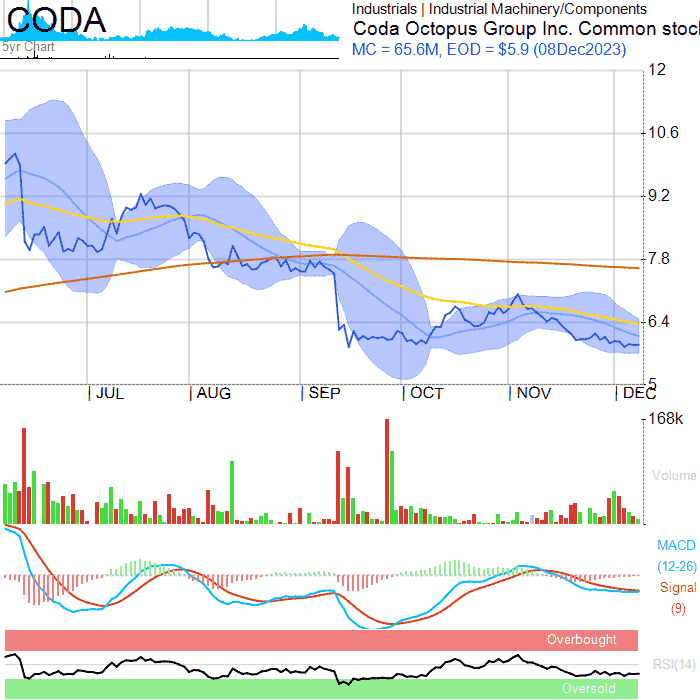 CODA
5yr Chart
Industrials | Industrial Machinery/Components
Coda Octopus Group Inc. Common stoc
MC = 65.6M, EOD = $5.9 (08Dec2023)
12
10.6
9.2
7.8
6.4
5
JUL
AUG
SEP
OCT
NOV
DEC
168k
Volume
MACD
(12-26)
Signal
(9)
Overbought
RSI(14)
Oversold